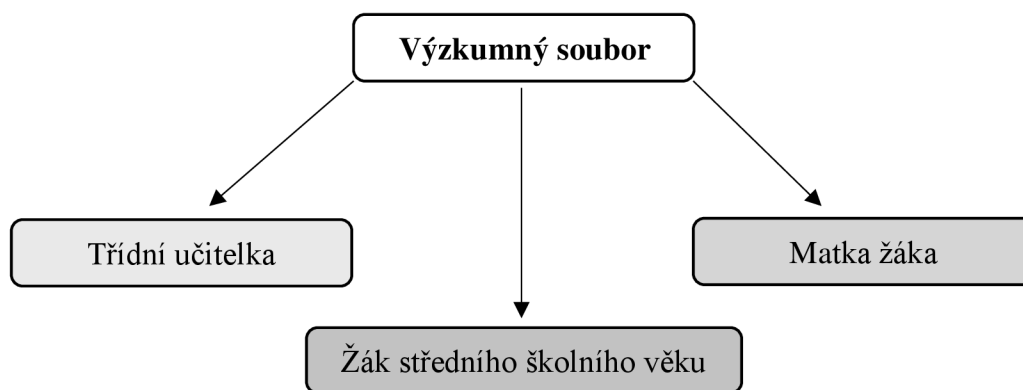 Výzkumný soubor
Třídní učitelka
Matka žáka
Žák středního školního věku